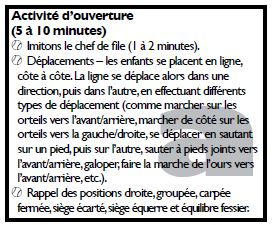 Activité d'ouverture
(5 à 10 minutes)
Imitons le chef de file (1 à 2 minutes).
Déplacements – les enfants se placent en ligne,
côte à côte. La ligne se déplace alors dans une
direction, puis dans l'autre, en effectuant différents
types de déplacement (comme marcher sur les
orteils vers l'avant/arrière, marcher de côté sur les
orteils vers la gauche/droite, se déplacer en sautant
sur un pied, puis sur l'autre, sauter à pieds joints vers
l'avant/arrière, galoper, faire la marche de l'ours vers
l'avant/arrière, etc.).
Rappel des positions droite, groupée, carpée
fermée, siège écarté, siège équerre et équilibre fessier.